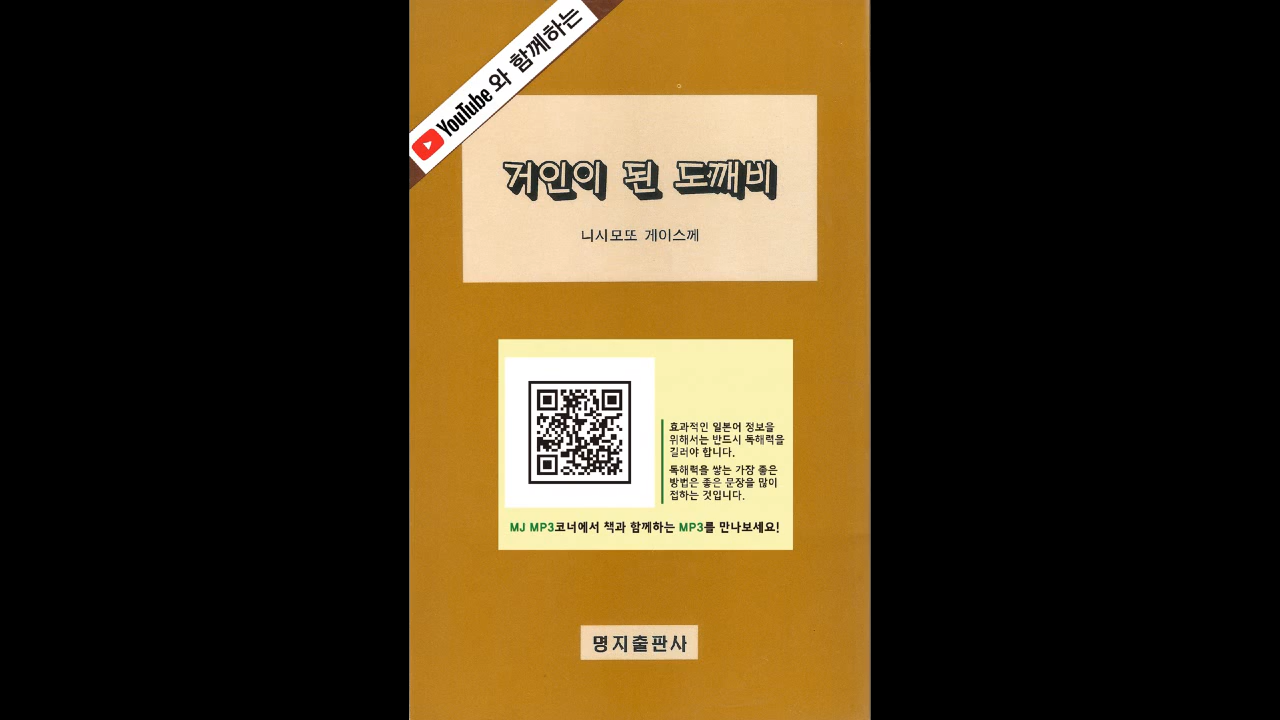 YouTube 와 함께하는
거인이 된 도깨비
니시모또 게이스께
효과적인 일본어 정보을
위해서는 반드시 독해력을
길러야 합니다.
독해력을 쌓는 가장 좋은
방법은 좋은 문장을 많이
접하는 것입니다.
MJ MP3코너에서 책과 함께하는 MP3를 만나보세요!
명지출판사